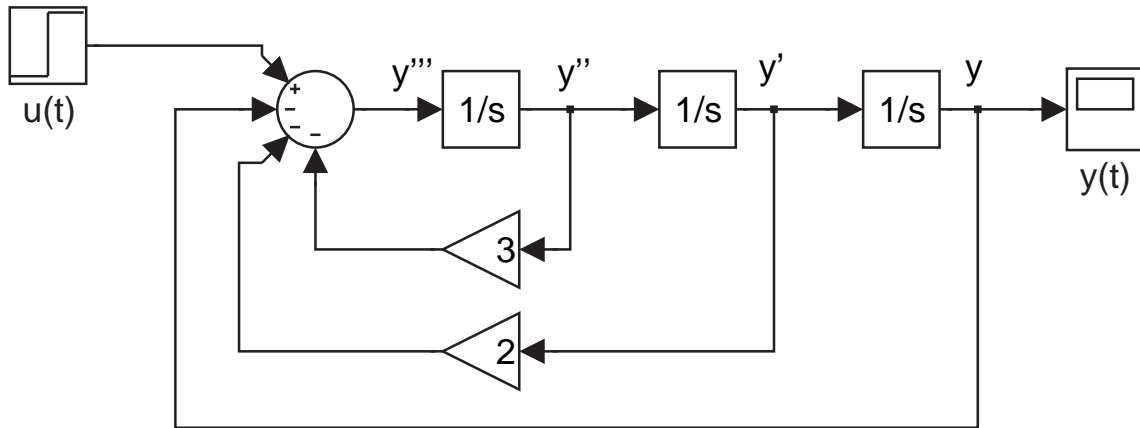 y''' y'' y' y
u(t) + 1/s 1/s 1/s
−
−
−
y(t)
3
2